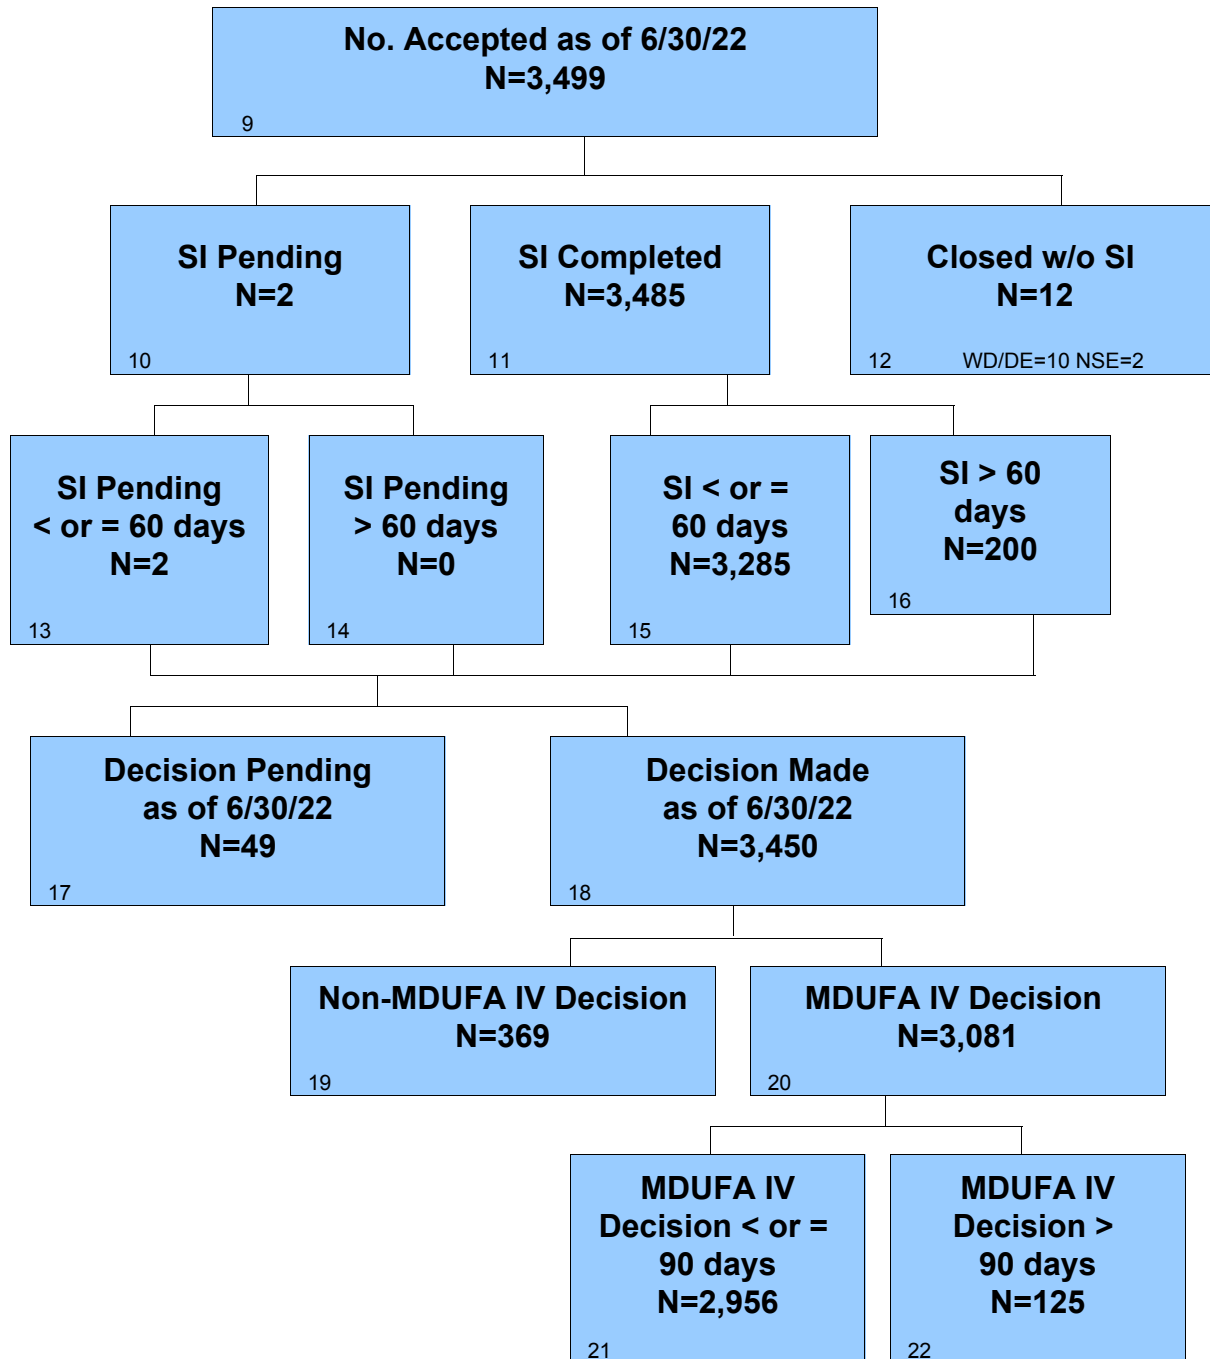 No. Accepted as of 6/30/22
N=3,499
9
SI Pending
N=2
10
SI Completed
N=3,485
11
Closed w/o SI
N=12
12 WD/DE=10 NSE=2
SI Pending
< or = 60 days
N=2
13
SI Pending
> 60 days
N=0
14
SI < or =
60 days
N=3,285
15
SI > 60
days
N=200
16
Decision Pending
as of 6/30/22
N=49
17
Decision Made
as of 6/30/22
N=3,450
18
Non-MDUFA IV Decision
N=369
19
MDUFA IV Decision
N=3,081
20
MDUFA IV
Decision < or =
90 days
N=2,956
21
MDUFA IV
Decision >
90 days
N=125
22